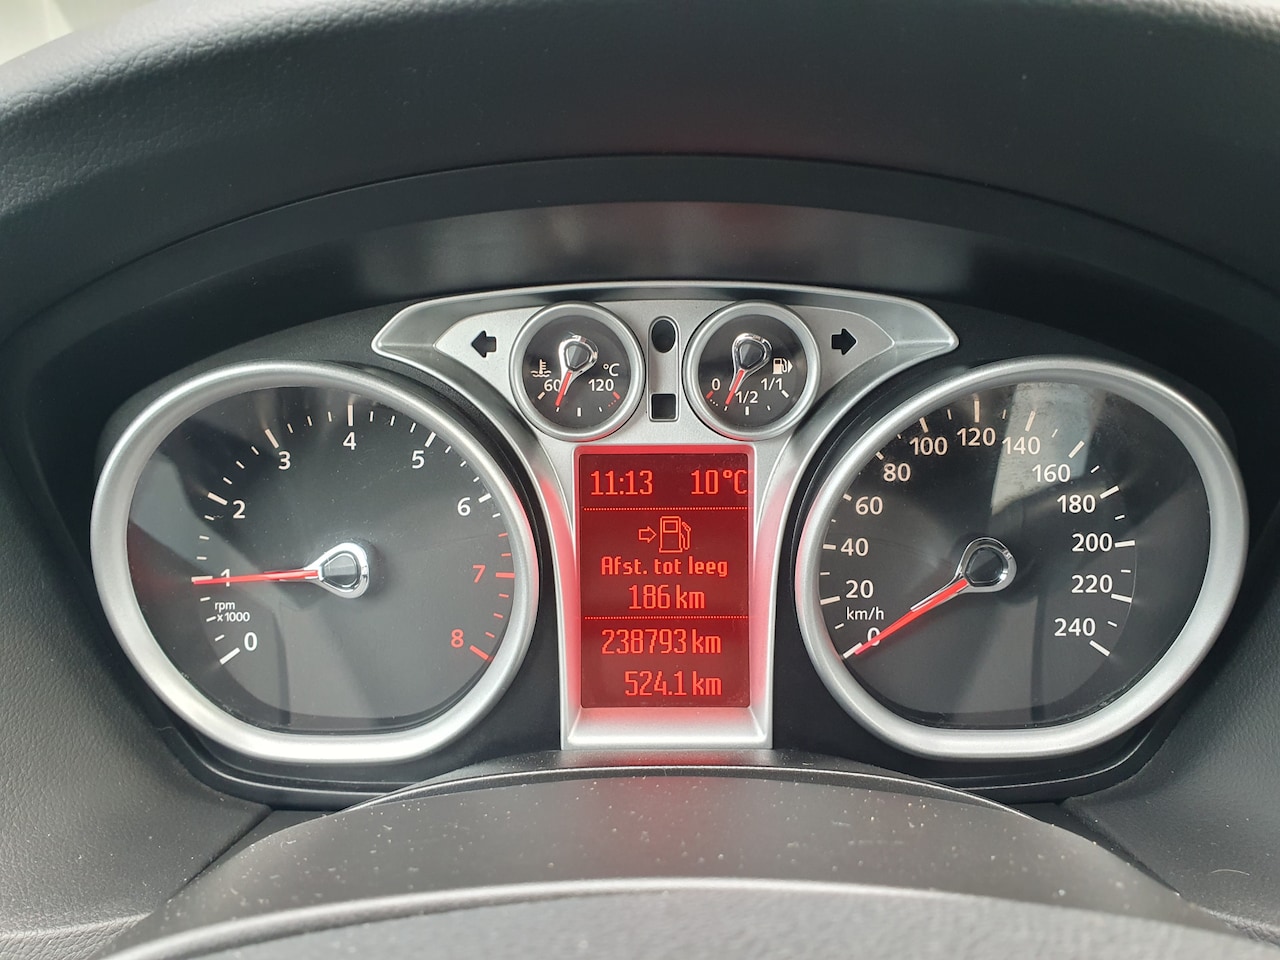 60 120 °C
0 1/2 1/1
0 1 2 3 4 5 6 7 8
rpm
x1000
11:13 10°C
Afst. tot leeg
186 km
238793 km
524.1 km
0 20 40 60 80 100 120 140 160 180 200 220 240
km/h